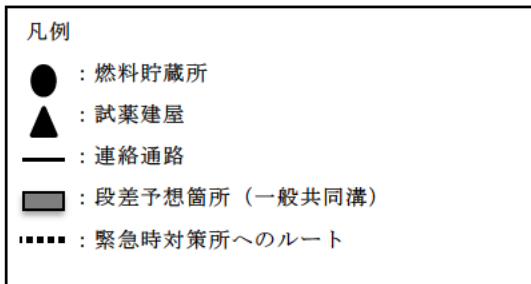 凡例
：燃料貯蔵所
：試薬建屋
：連絡通路
：段差予想箇所（一般共同溝）
：緊急時対策所へのルート